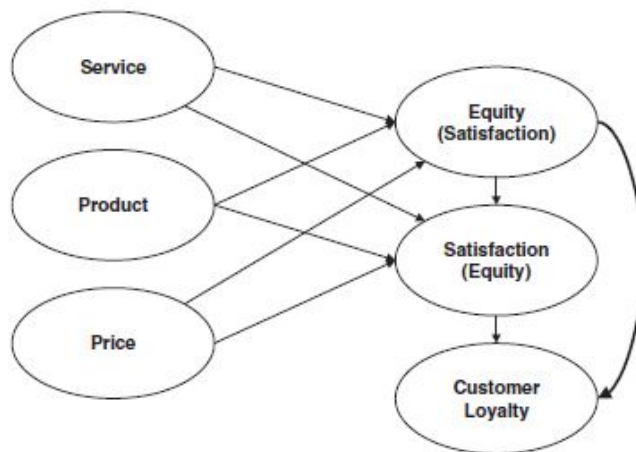 Service
Equity
(Satisfaction)
Product
Satisfaction
(Equity)
Price
Customer
Loyalty